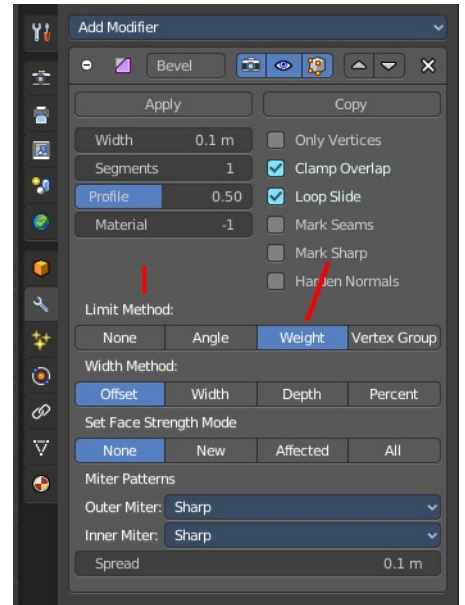 Add Modifier
Bevel
Apply Copy
Width 0.1 m Only Vertices
Segments 1 Clamp Overlap
Profile 0.50 Loop Slide
Material -1 Mark Seams
Mark Sharp
Harden Normals
Limit Method:
None Angle Weight Vertex Group
Width Method:
Offset Width Depth Percent
Set Face Strength Mode
None New Affected All
Miter Patterns
Outer Miter: Sharp
Inner Miter: Sharp
Spread 0.1 m